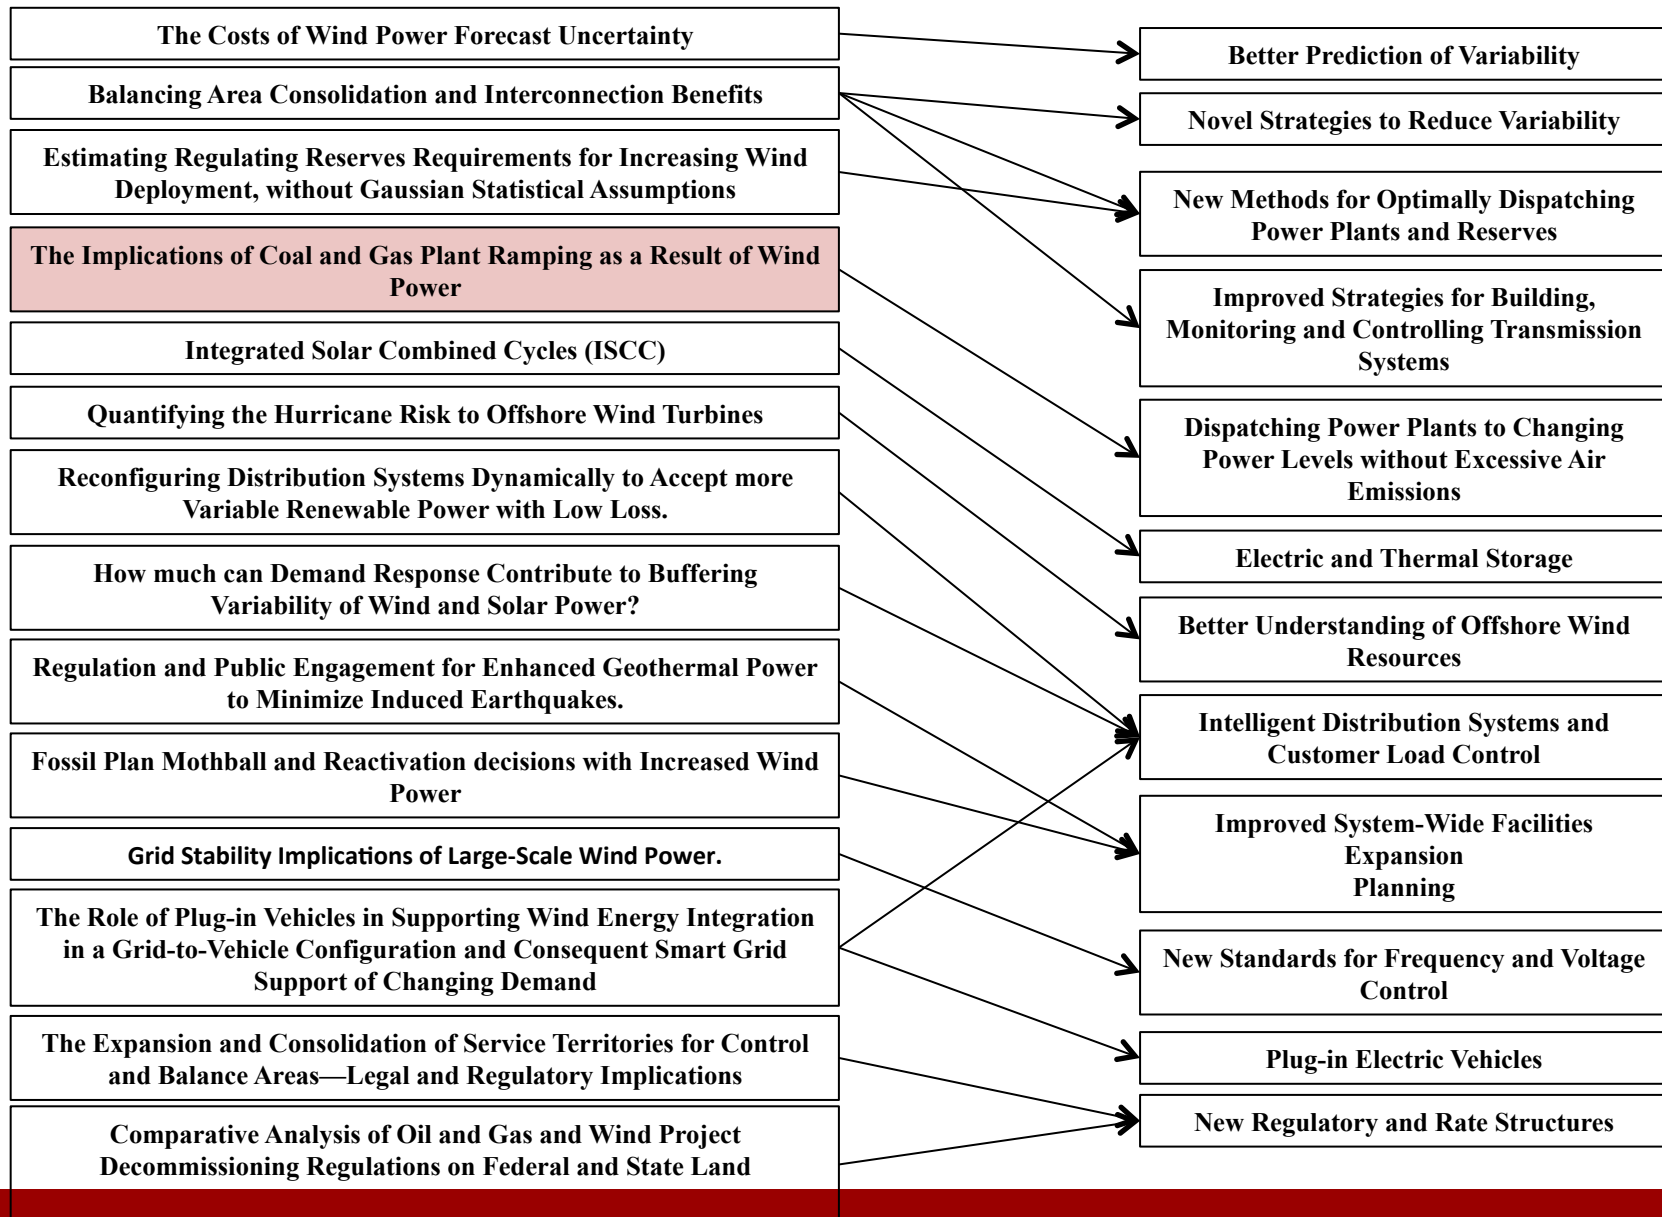 The Costs of Wind Power Forecast Uncertainty
Balancing Area Consolidation and Interconnection Benefits
Estimating Regulating Reserves Requirements for Increasing Wind
Deployment, without Gaussian Statistical Assumptions
The Implications of Coal and Gas Plant Ramping as a Result of Wind
Power
Integrated Solar Combined Cycles (ISCC)
Quantifying the Hurricane Risk to Offshore Wind Turbines
Reconfiguring Distribution Systems Dynamically to Accept more
Variable Renewable Power with Low Loss.
How much can Demand Response Contribute to Buffering
Variability of Wind and Solar Power?
Regulation and Public Engagement for Enhanced Geothermal Power
to Minimize Induced Earthquakes.
Fossil Plan Mothball and Reactivation decisions with Increased Wind
Power
Grid Stability Implications of Large-Scale Wind Power.
The Role of Plug-in Vehicles in Supporting Wind Energy Integration
in a Grid-to-Vehicle Configuration and Consequent Smart Grid
Support of Changing Demand
The Expansion and Consolidation of Service Territories for Control
and Balance Areas—Legal and Regulatory Implications
Comparative Analysis of Oil and Gas and Wind Project
Decommissioning Regulations on Federal and State Land
Better Prediction of Variability
Novel Strategies to Reduce Variability
New Methods for Optimally Dispatching
Power Plants and Reserves
Improved Strategies for Building,
Monitoring and Controlling Transmission
Systems
Dispatching Power Plants to Changing
Power Levels without Excessive Air
Emissions
Electric and Thermal Storage
Better Understanding of Offshore Wind
Resources
Intelligent Distribution Systems and
Customer Load Control
Improved System-Wide Facilities
Expansion
Planning
New Standards for Frequency and Voltage
Control
Plug-in Electric Vehicles
New Regulatory and Rate Structures